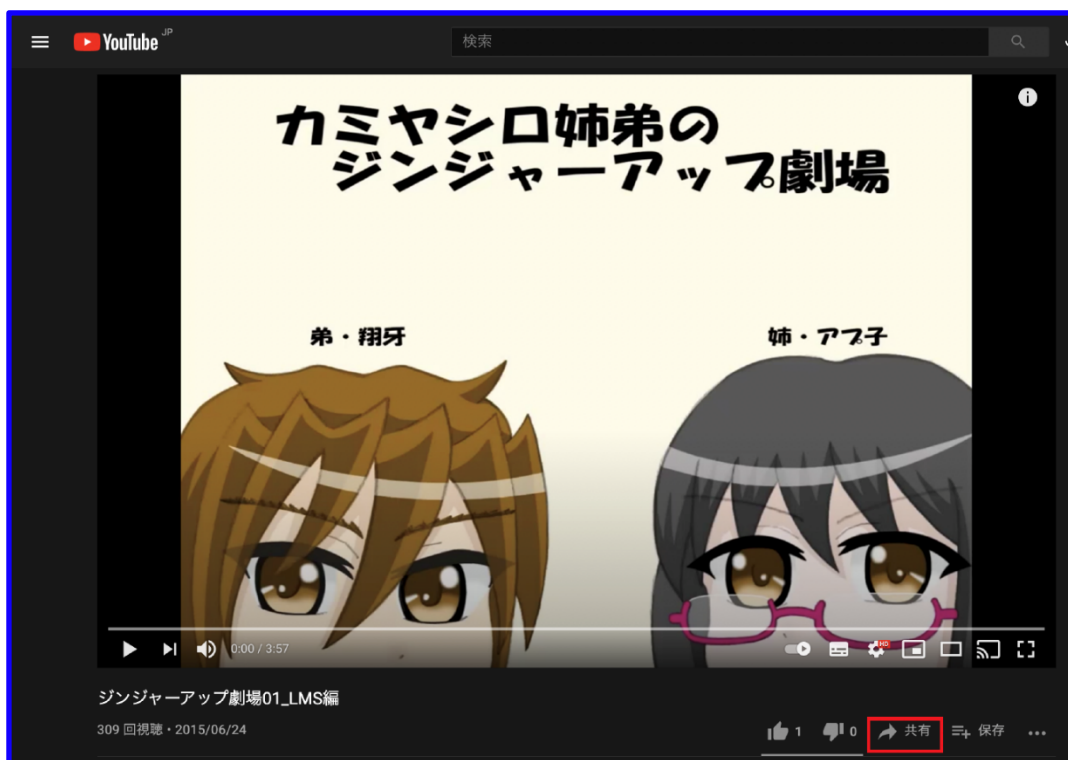 YouTube JP
検索
カミヤシロ姉弟の
ジンジャーアップ劇場
弟・翔牙
姉・アプ子
0:00 / 3:57
HD
ジンジャーアップ劇場01_LMS編
309 回視聴・2015/06/24
1 0 共有 保存